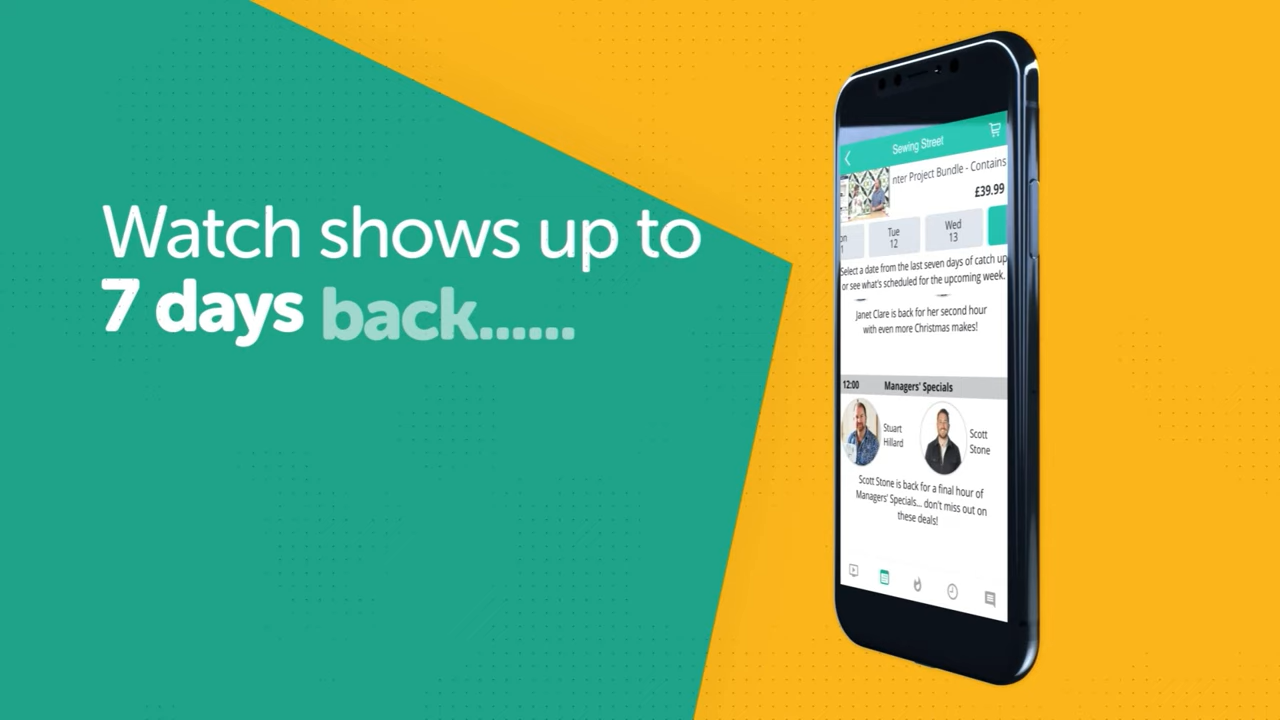 Watch shows up to
7 days back......
Sewing Street
nter Project Bundle - Contains
£39.99
on
1
Tue
12
Wed
13
Select a date from the last seven days of catch up
or see what's scheduled for the upcoming week.
Janet Clare is back for her second hour
with even more Christmas makes!
12:00 Managers' Specials
Stuart
Hillard
Scott
Stone
Scott Stone is back for a final hour of
Managers' Specials... don't miss out on
these deals!